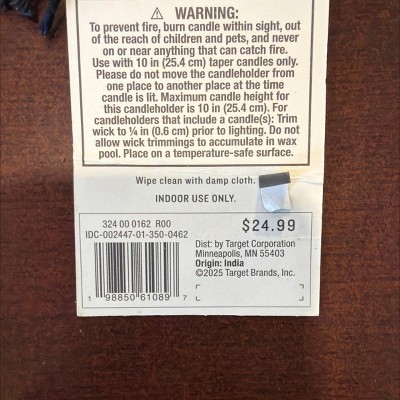 ⚠ WARNING:
To prevent fire, burn candle within sight, out
of the reach of children and pets, and never
on or near anything that can catch fire.
Use with 10 in (25.4 cm) taper candles only.
Please do not move the candleholder from
one place to another place at the time
candle is lit. Maximum candle height for
this candleholder is 10 in (25.4 cm). For
candleholders that include a candle(s): Trim
wick to ¼ in (0.6 cm) prior to lighting. Do not
allow wick trimmings to accumulate in wax
pool. Place on a temperature-safe surface.
Wipe clean with damp cloth.
INDOOR USE ONLY.
324 00 0162 R00
IDC-002447-01-350-0462
1 98850 61089 7
$24.99
Dist: by Target Corporation
Minneapolis, MN 55403
Origin: India
©2025 Target Brands, Inc.